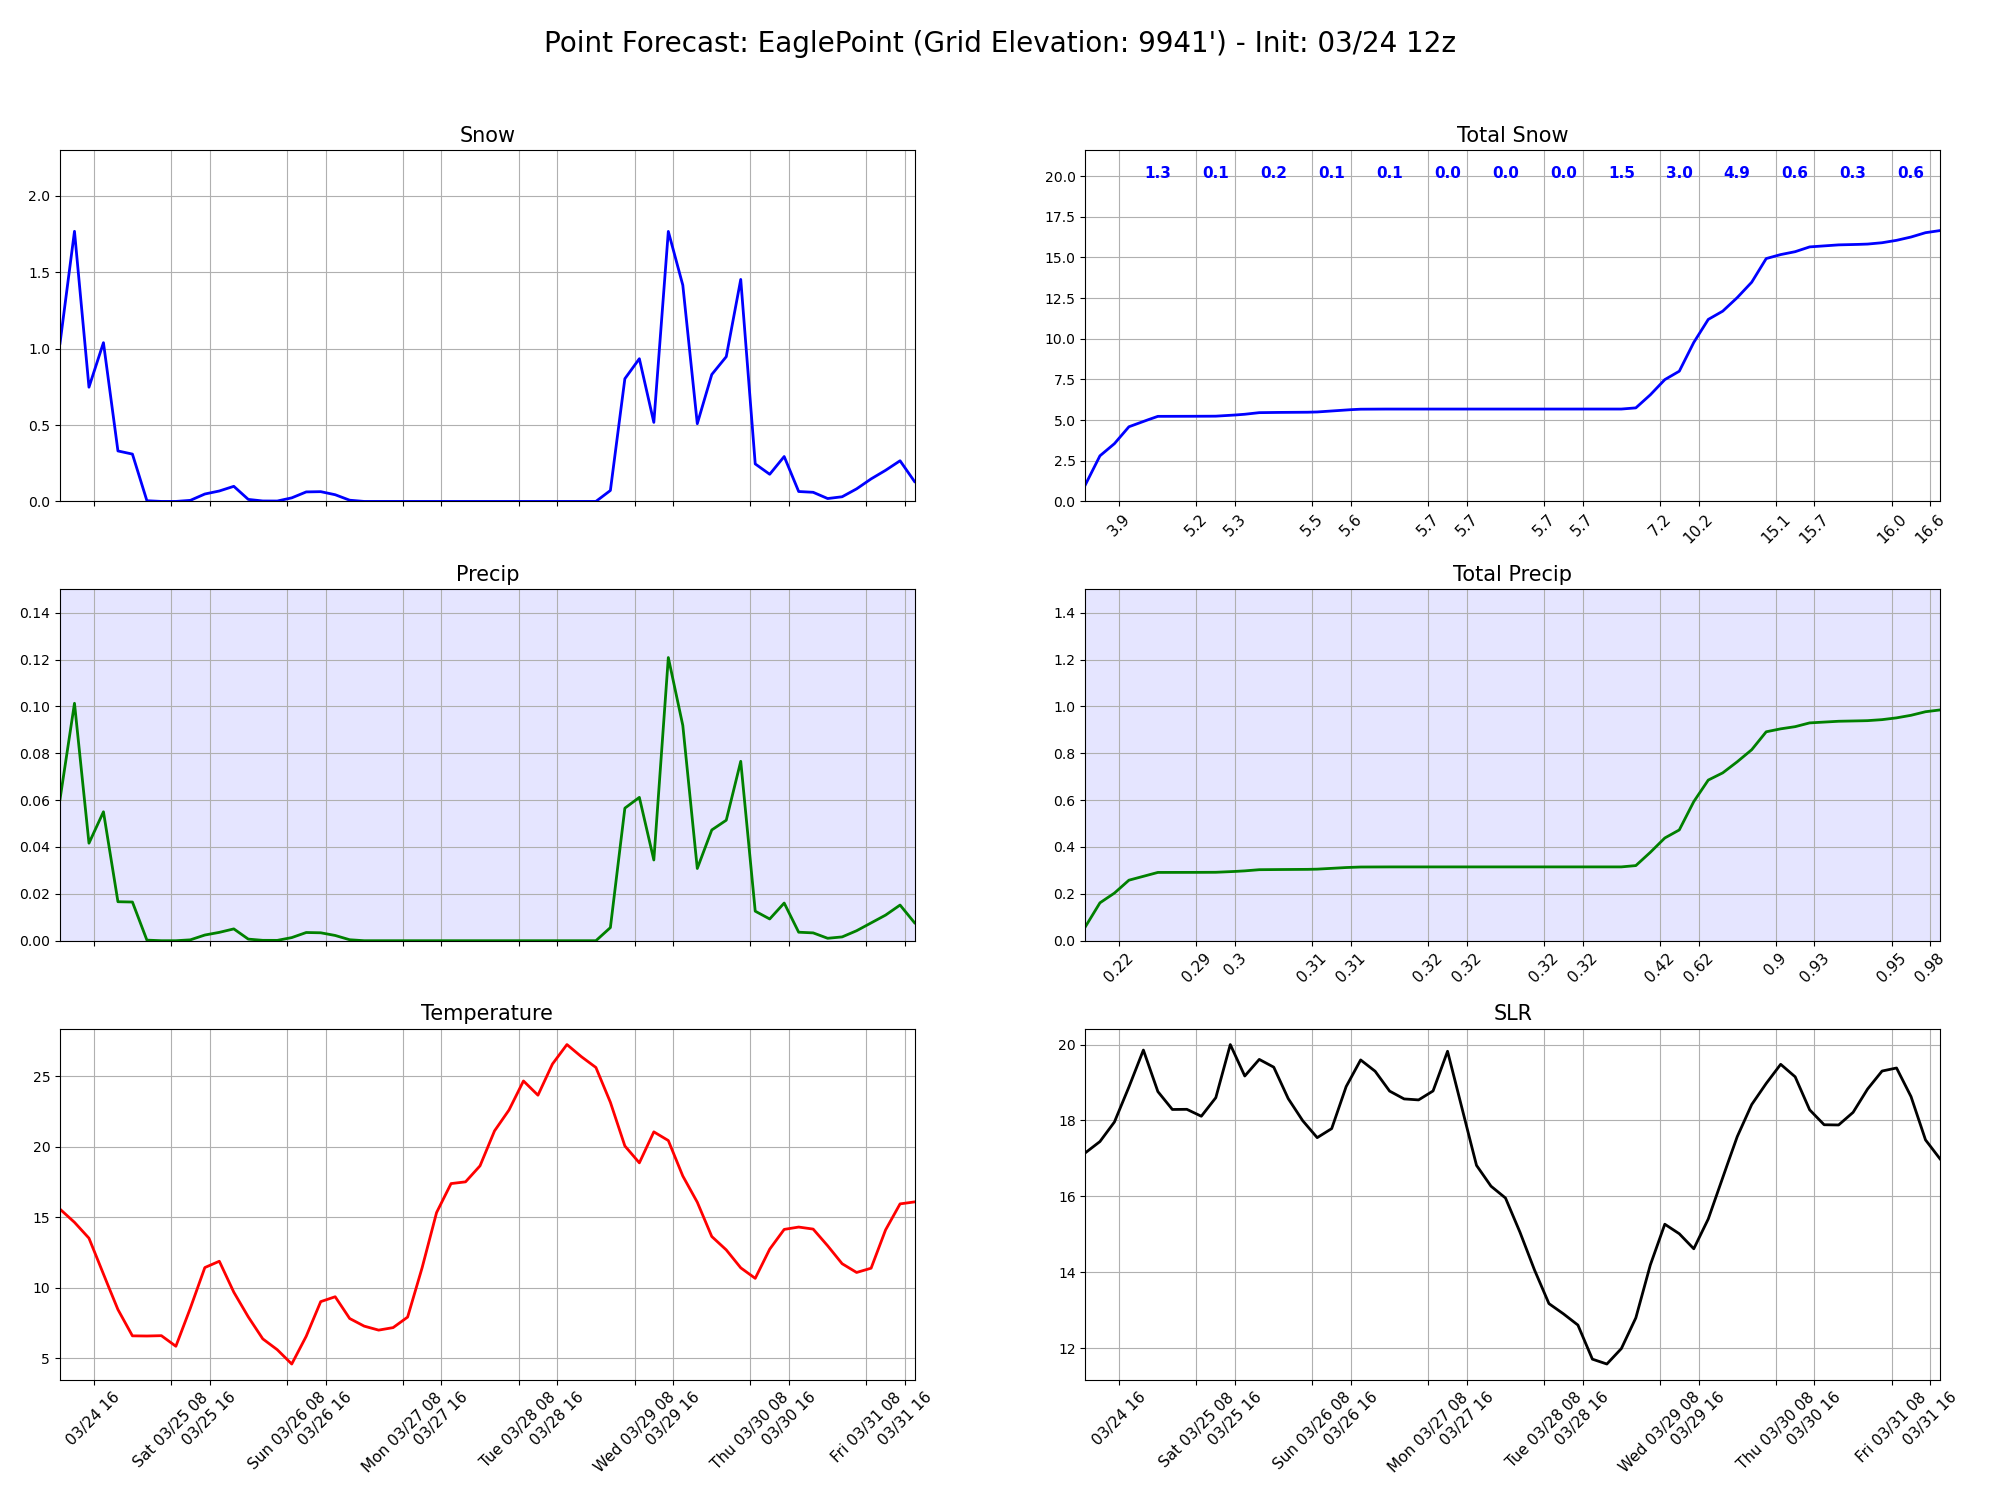 Point Forecast: EaglePoint (Grid Elevation: 9941') - Init: 03/24 12z
Snow
2.0
1.5
1.0
0.5
0.0
Total Snow
1.3 0.1 0.2 0.1 0.1 0.0 0.0 0.0 1.5 3.0 4.9 0.6 0.3 0.6
20.0
17.5
15.0
12.5
10.0
7.5
5.0
2.5
0.0
3.9 5.2 5.3 5.5 5.6 5.7 5.7 5.7 5.7 7.2 10.2 15.1 15.7 16.0 16.6
Precip
0.14
0.12
0.10
0.08
0.06
0.04
0.02
0.00
Total Precip
1.4
1.2
1.0
0.8
0.6
0.4
0.2
0.0
0.22 0.29 0.3 0.31 0.31 0.32 0.32 0.32 0.32 0.42 0.62 0.9 0.93 0.95 0.98
Temperature
25
20
15
10
5
03/24 16
Sat 03/25 08
03/25 16
Sun 03/26 08
03/26 16
Mon 03/27 08
03/27 16
Tue 03/28 08
03/28 16
Wed 03/29 08
03/29 16
Thu 03/30 08
03/30 16
Fri 03/31 08
03/31 16
SLR
20
18
16
14
12
03/24 16
Sat 03/25 08
03/25 16
Sun 03/26 08
03/26 16
Mon 03/27 08
03/27 16
Tue 03/28 08
03/28 16
Wed 03/29 08
03/29 16
Thu 03/30 08
03/30 16
Fri 03/31 08
03/31 16